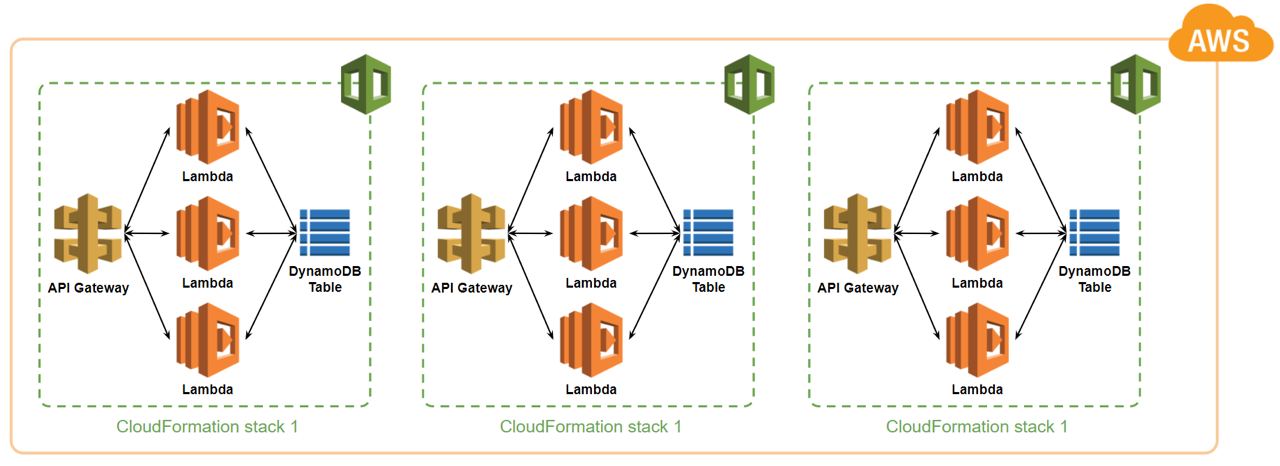 AWS
Lambda
Lambda
Lambda
API Gateway
Lambda
DynamoDB
Table
API Gateway
Lambda
DynamoDB
Table
API Gateway
Lambda
DynamoDB
Table
Lambda
Lambda
Lambda
CloudFormation stack 1
CloudFormation stack 1
CloudFormation stack 1